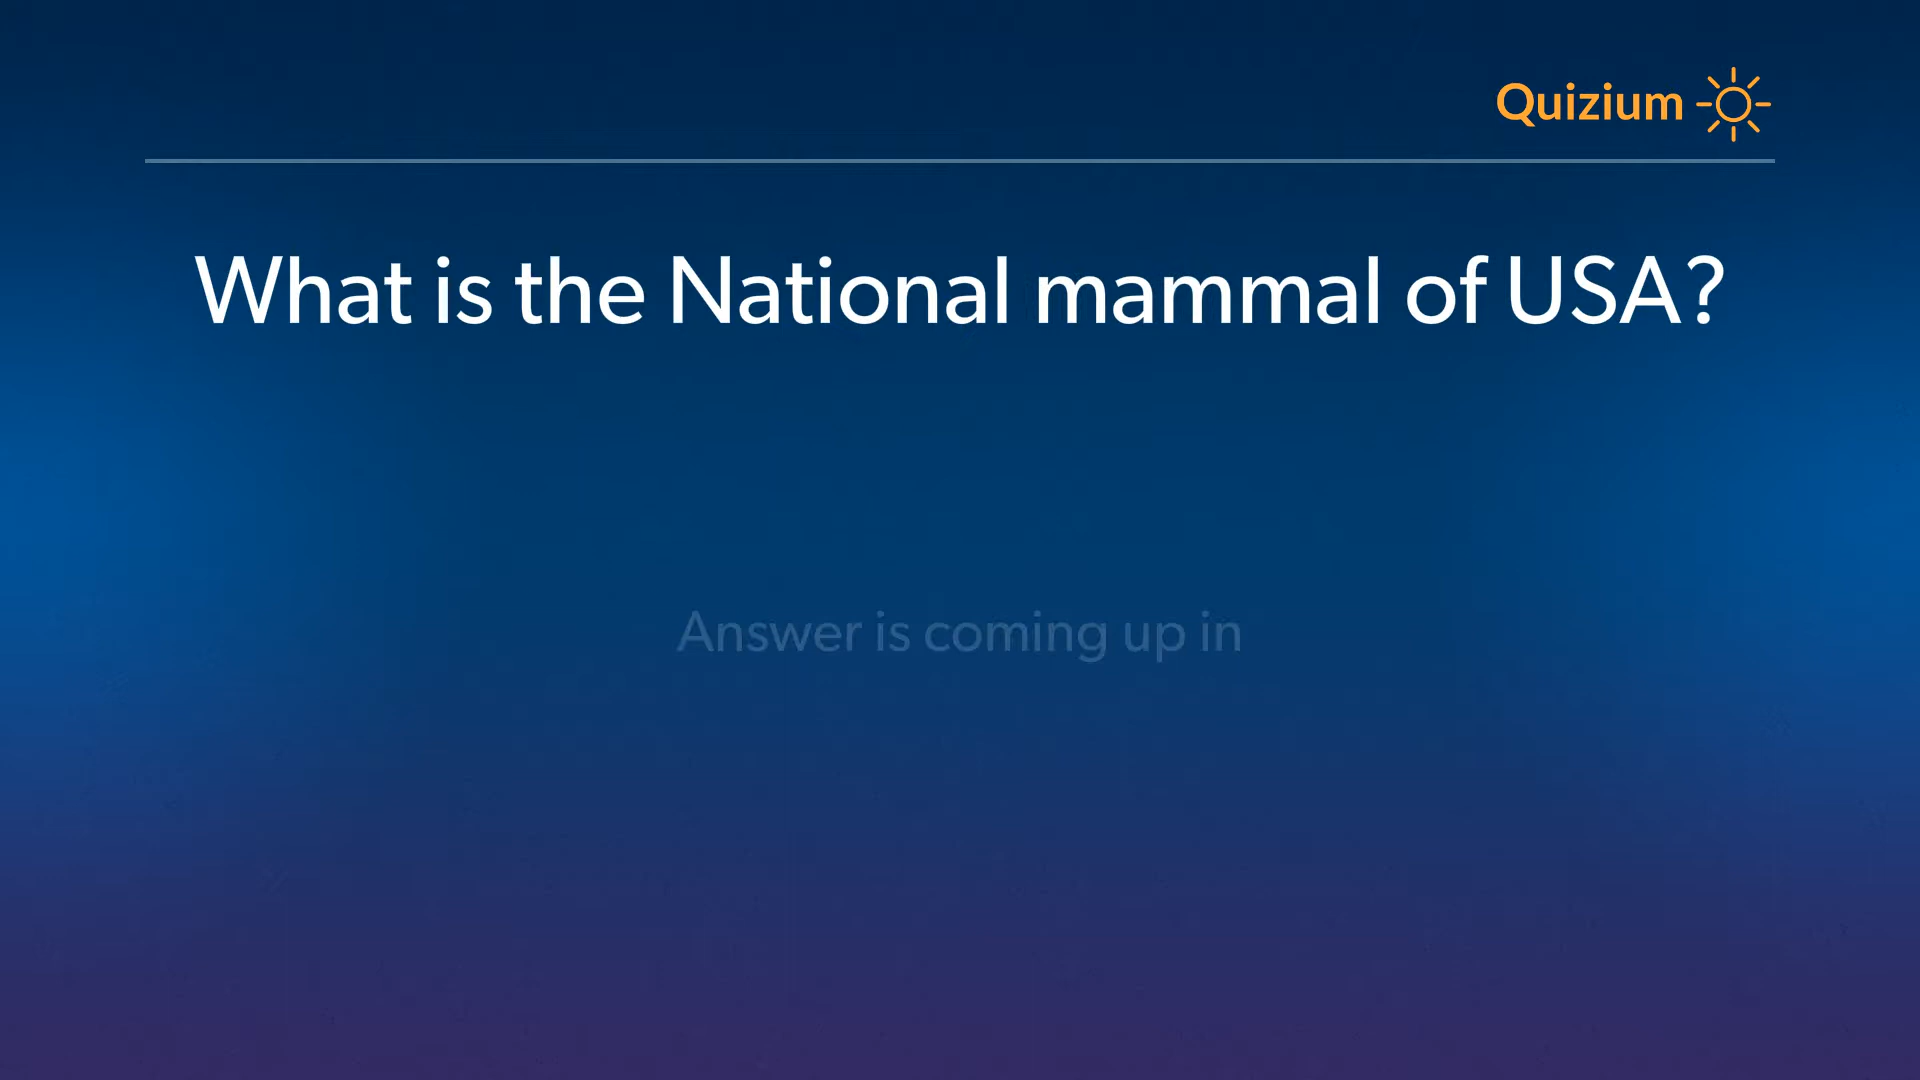 Quizium
What is the National mammal of USA?
Answer is coming up in